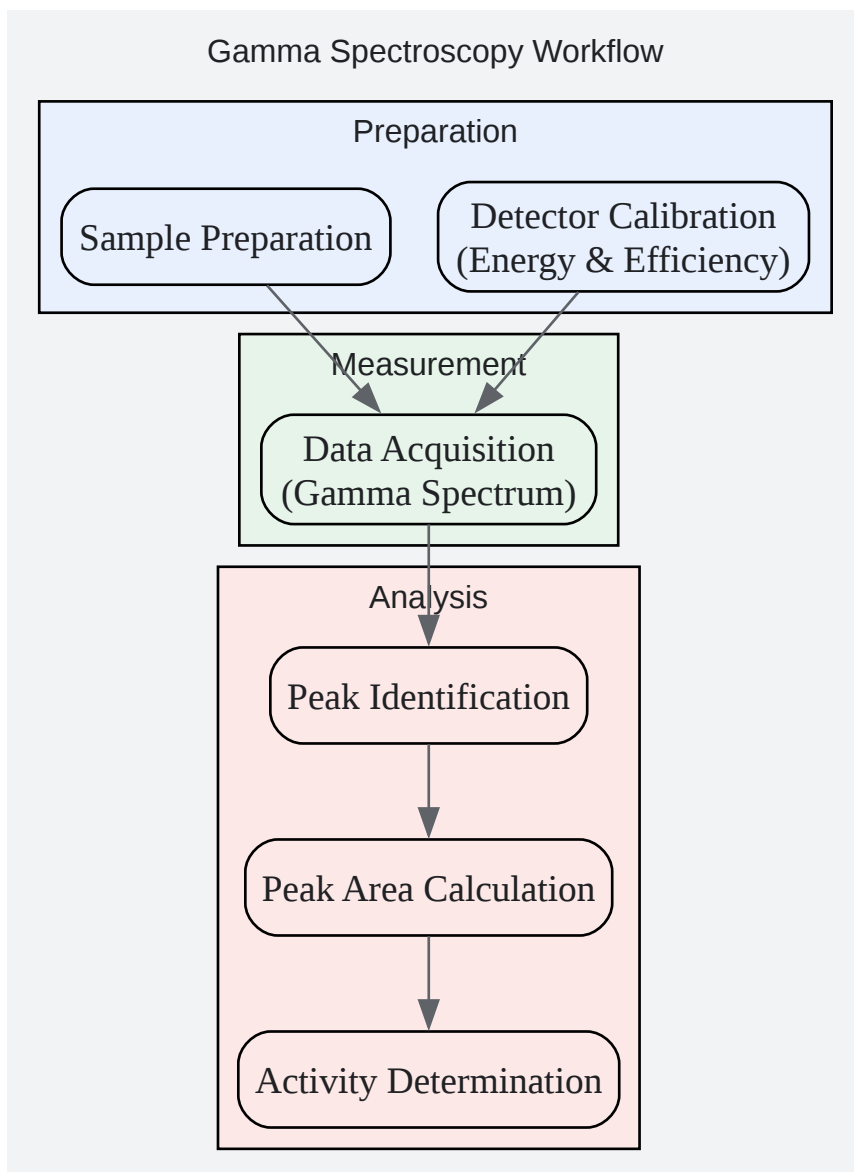 Gamma Spectroscopy Workflow
Preparation
Sample Preparation
Detector Calibration
(Energy & Efficiency)
Measurement
Data Acquisition
(Gamma Spectrum)
Analysis
Peak Identification
Peak Area Calculation
Activity Determination